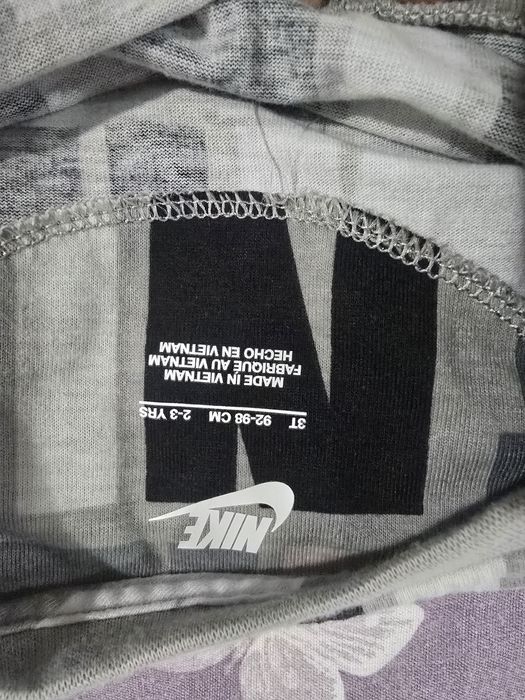 NIKE
3T 92-98 CM 2-3 YRS
MADE IN VIETNAM
FABRIQUÉ AU VIETNAM
HECHO EN VIETNAM